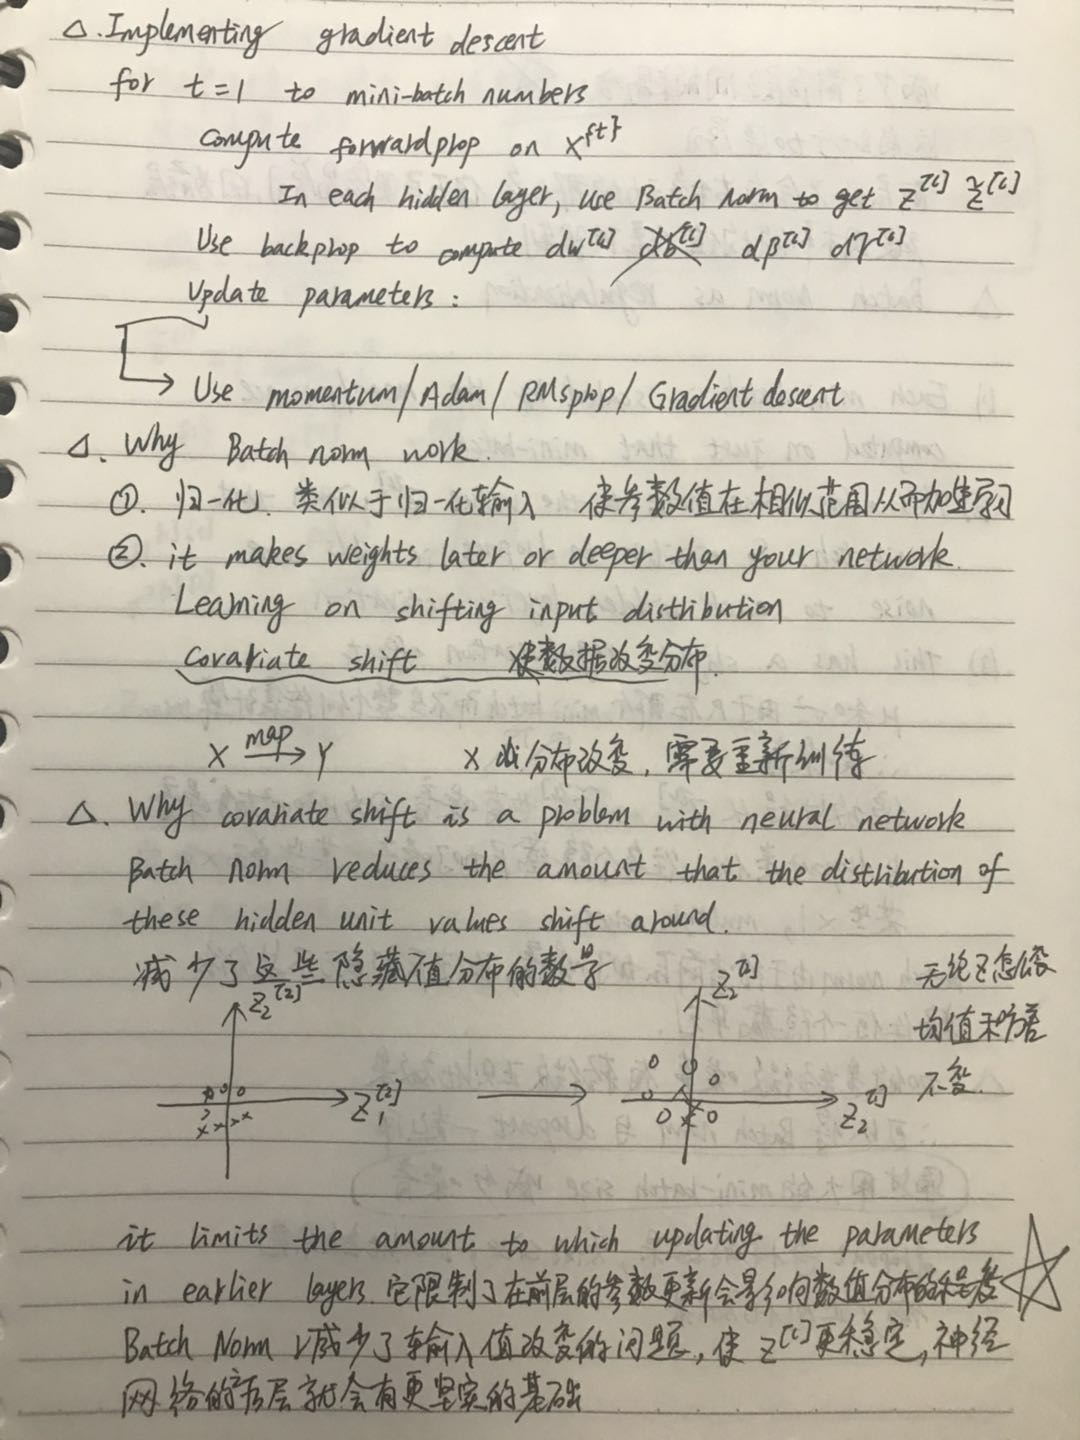 △. Implementing gradient descent
for t=1 to mini-batch numbers
compute forwardprop on X^{t}
In each hidden layer, use Batch norm to get Z^[l] Z̃^[l]
Use backprop to compute dw^[l] db^[l] dβ^[l] dγ^[l]
Update parameters:
Use momentum/Adam/RMsprop/Gradient descent
△. Why Batch norm work.
①. 归一化. 类似于归一化输入 使参数值在相似范围从而加速学习
②. it makes weights later or deeper than your network.
Learning on shifting input distribution
covariate shift 使数据改变分布.
X map→ Y X 分布改变, 需要重新训练
△. Why covariate shift is a problem with neural network
Batch Norm reduces the amount that the distribution of
these hidden unit values shift around.
减少了这些隐藏值分布的数量
Z₂^[2] Z₂^[2] 无论Z怎么变
均值和方差
Z₁^[2] Z₂^[2] 不变.
it limits the amount to which updating the parameters
in earlier layers. 它限制了在前层的参数更新会影响数值分布的程度
Batch Norm 减少了输入值改变的问题, 使 Z^[l] 更稳定, 神经
网络的后层就会有更坚实的基础